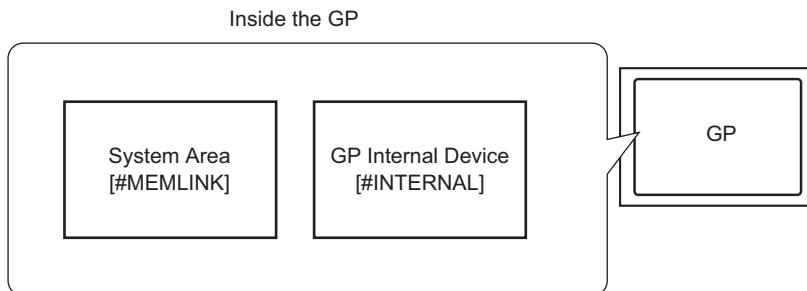 Inside the GP
System Area
[#MEMLINK]
GP Internal Device
[#INTERNAL]
GP